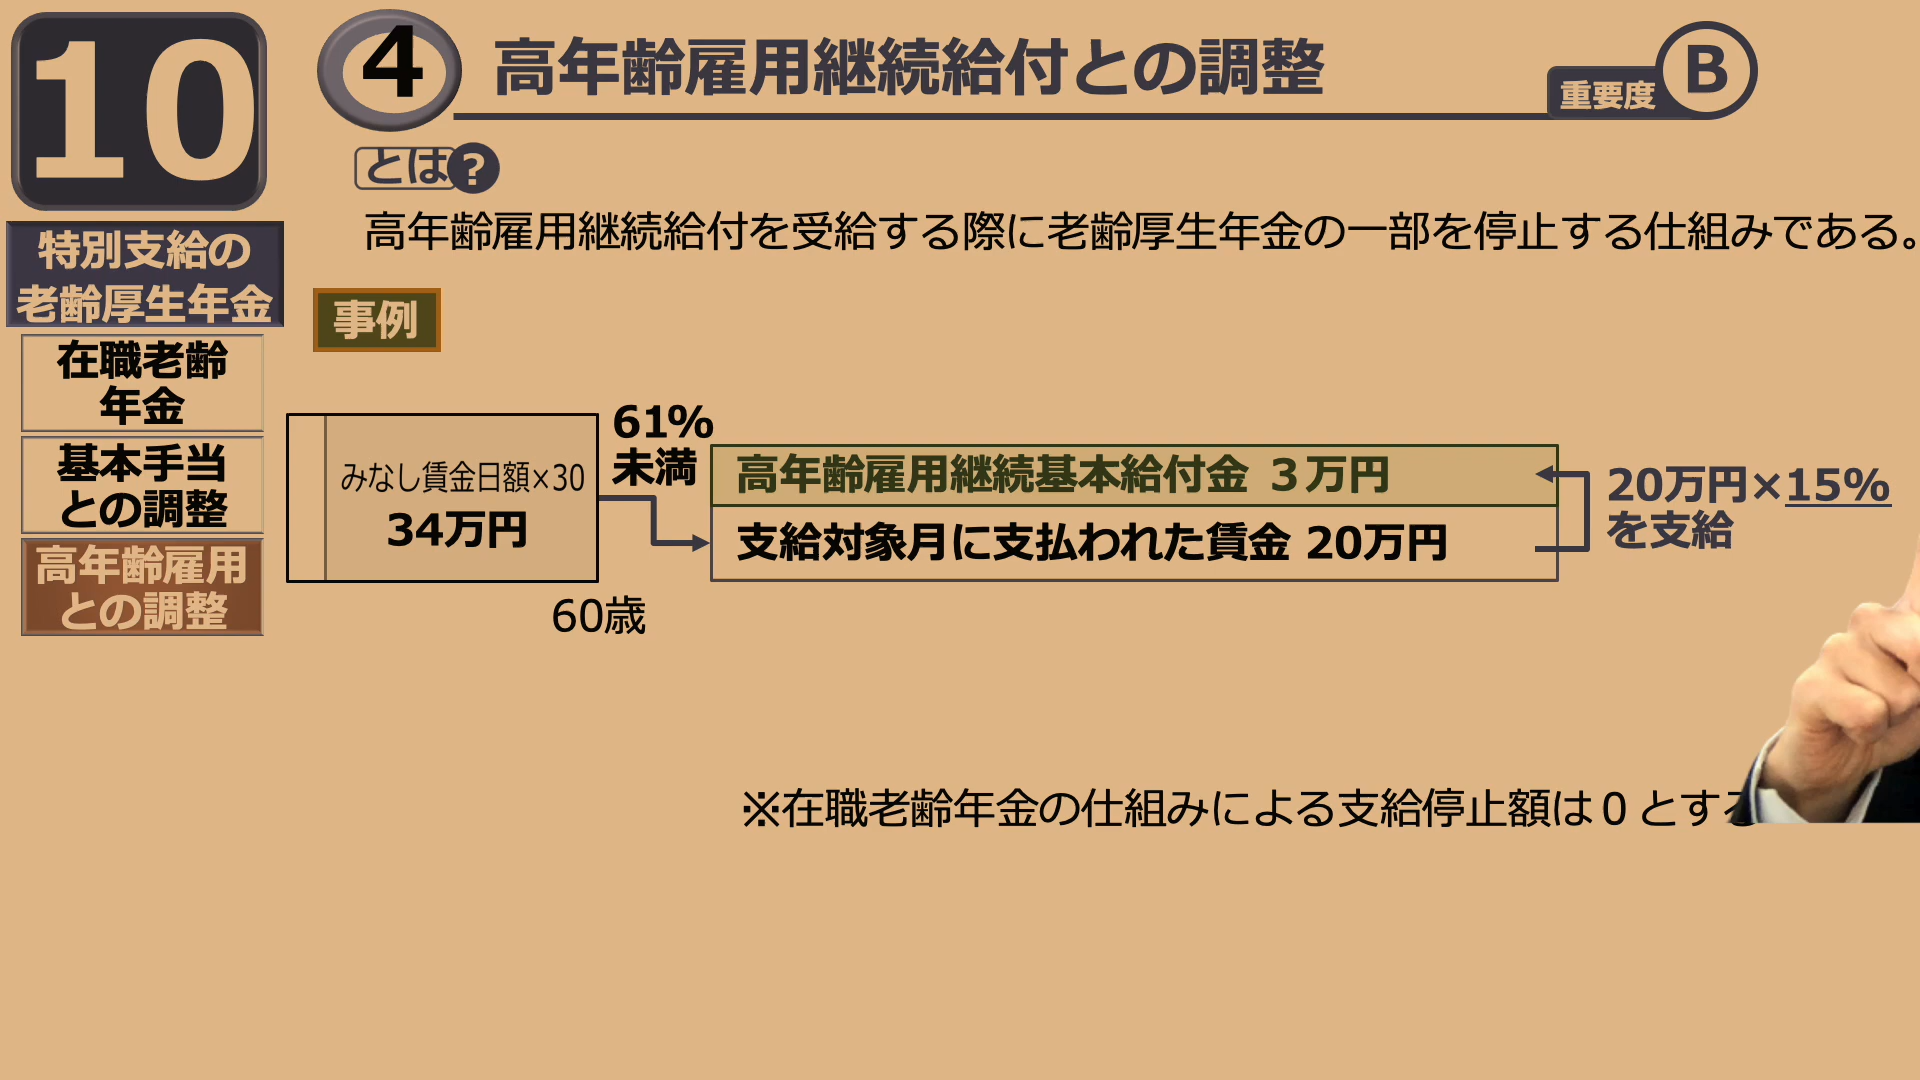 10
4 高年齢雇用継続給付との調整
重要度 B
とは?
高年齢雇用継続給付を受給する際に老齢厚生年金の一部を停止する仕組みである。
特別支給の
老齢厚生年金
在職老齢
年金
基本手当
との調整
高年齢雇用
との調整
事例
みなし賃金日額×30
34万円
61%
未満
高年齢雇用継続基本給付金 3万円
支給対象月に支払われた賃金 20万円
20万円×15%
を支給
60歳
※在職老齢年金の仕組みによる支給停止額は0とする